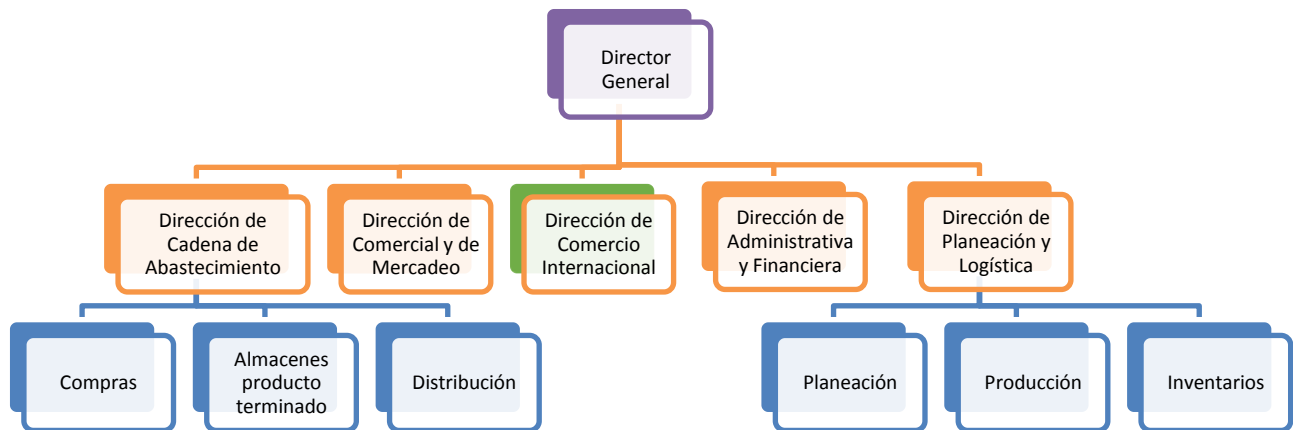 Director
General
Dirección de
Cadena de
Abastecimiento
Dirección de
Comercial y de
Mercadeo
Dirección de
Comercio
Internacional
Dirección de
Administrativa
y Financiera
Dirección de
Planeación y
Logística
Compras
Almacenes
producto
terminado
Distribución
Planeación
Producción
Inventarios